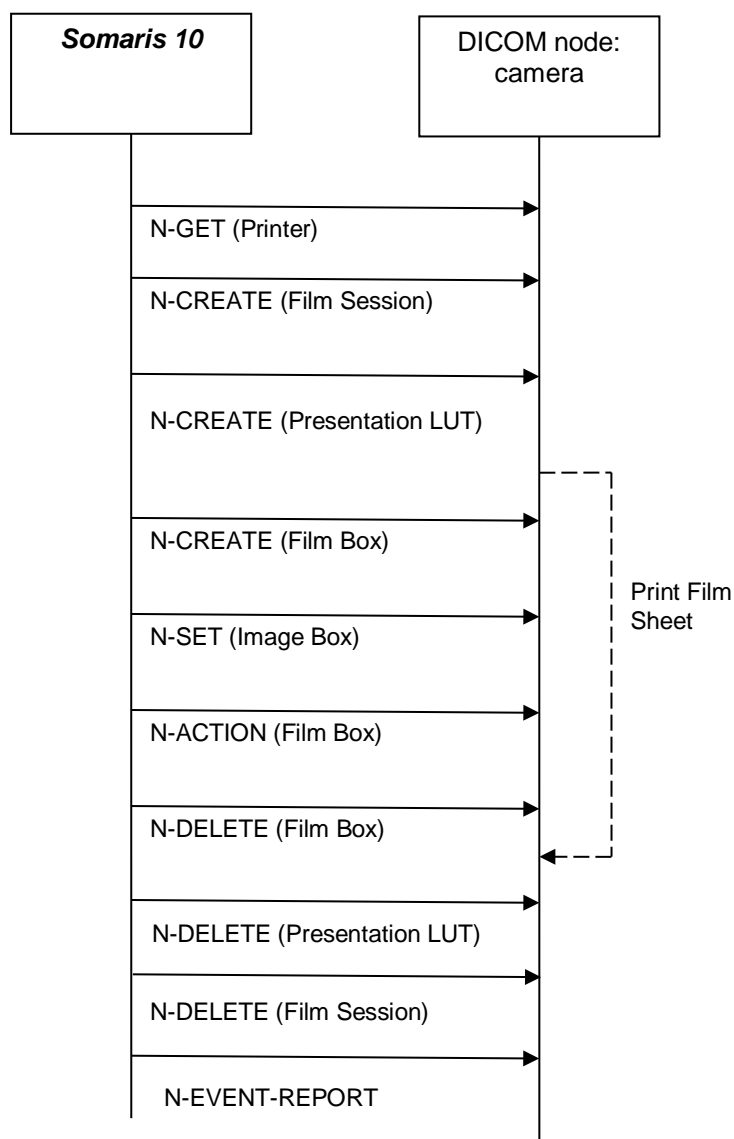 Somaris 10
DICOM node:
camera
N-GET (Printer)
N-CREATE (Film Session)
N-CREATE (Presentation LUT)
N-CREATE (Film Box)
Print Film
Sheet
N-SET (Image Box)
N-ACTION (Film Box)
N-DELETE (Film Box)
N-DELETE (Presentation LUT)
N-DELETE (Film Session)
N-EVENT-REPORT